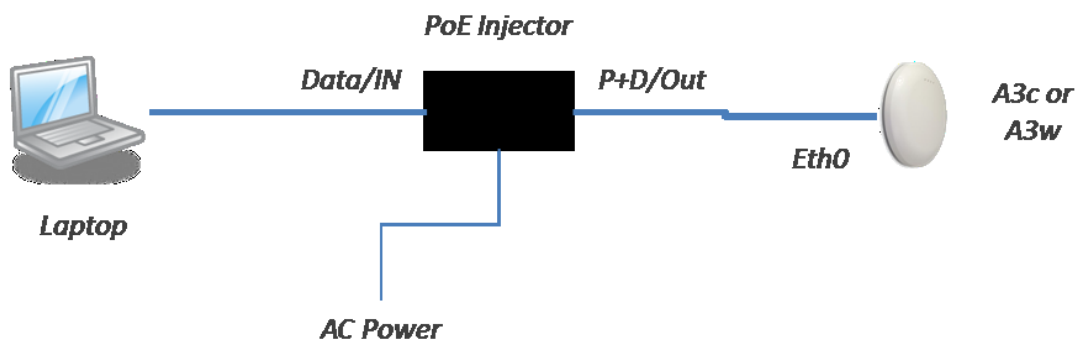 PoE Injector
Data/IN
P+D/Out
A3c or
A3w
Eth0
Laptop
AC Power